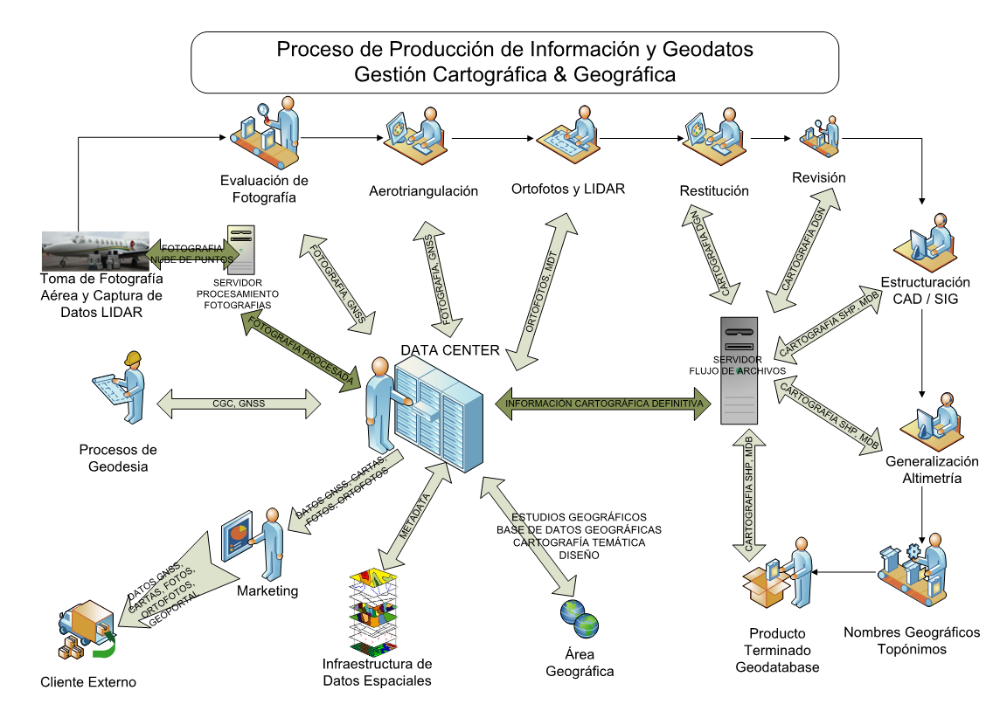 Proceso de Producción de Información y Geodatos
Gestión Cartográfica & Geográfica
Evaluación de
Fotografía
Aerotriangulación
Ortofotos y LIDAR
Restitución
Revisión
FOTOGRAFIA
NUBE DE PUNTOS
Toma de Fotografía
Aérea y Captura de
Datos LIDAR
SERVIDOR
PROCESAMIENTO
FOTOGRAFIAS
FOTOGRAFIA, GNSS
FOTOGRAFIA, GNSS
ORTOFOTOS, MDT
CARTOGRAFIA DGN
CARTOGRAFIA DGN
Estructuración
CAD / SIG
FOTOGRAFIA PROCESADA
DATA CENTER
SERVIDOR
FLUJO DE ARCHIVOS
CARTOGRAFIA SHP, MDB
CGC, GNSS
INFORMACIÓN CARTOGRÁFICA DEFINITIVA
CARTOGRAFIA SHP, MDB
Procesos de
Geodesia
Generalización
Altimetría
DATOS GNSS, CARTAS,
FOTOS, ORTOFOTOS
METADATA
ESTUDIOS GEOGRÁFICOS
BASE DE DATOS GEOGRÁFICAS
CARTOGRAFÍA TEMÁTICA
DISEÑO
CARTOGRAFIA SHP, MDB
Marketing
DATOS GNSS,
CARTAS, FOTOS,
ORTOFOTOS,
GEOPORTAL
Cliente Externo
Infraestructura de
Datos Espaciales
Área
Geográfica
Producto
Terminado
Geodatabase
Nombres Geográficos
Topónimos